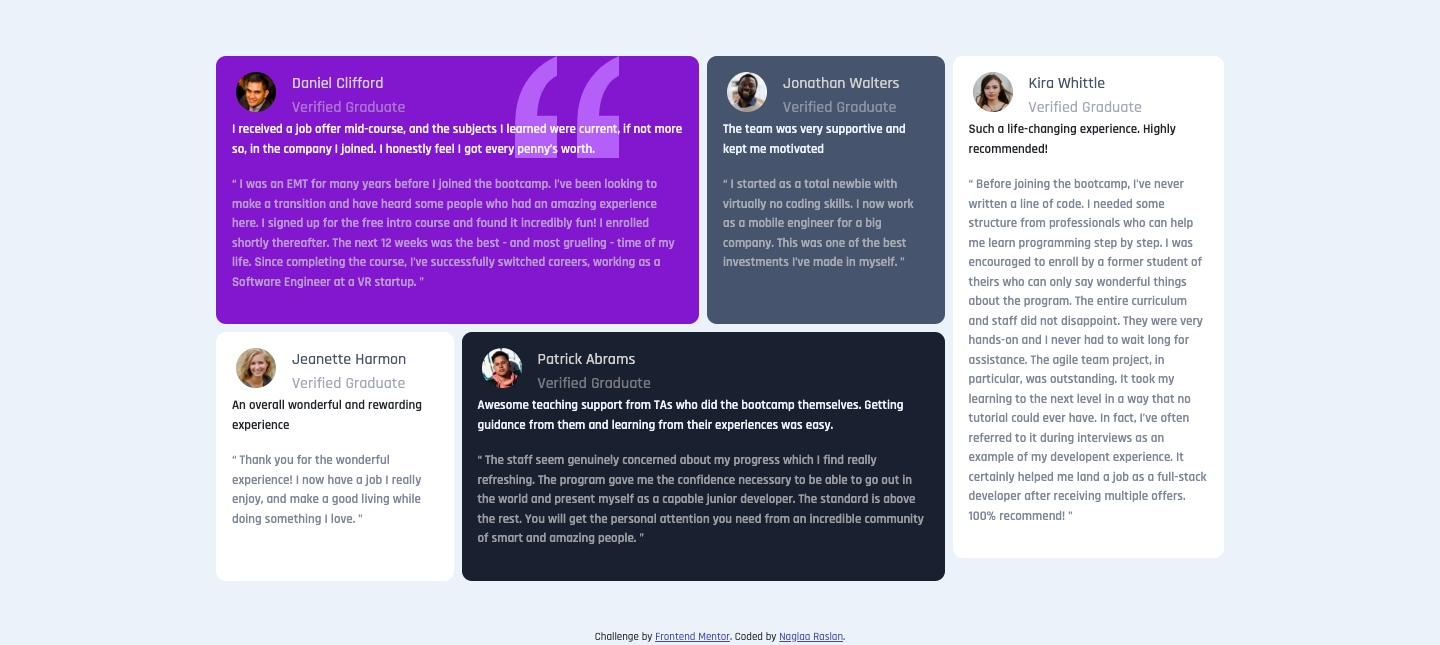 Daniel Clifford
Verified Graduate
I received a job offer mid-course, and the subjects I learned were current, if not more
so, in the company I joined. I honestly feel I got every penny's worth.
“ I was an EMT for many years before I joined the bootcamp. I've been looking to
make a transition and have heard some people who had an amazing experience
here. I signed up for the free intro course and found it incredibly fun! I enrolled
shortly thereafter. The next 12 weeks was the best - and most grueling - time of my
life. Since completing the course, I've successfully switched careers, working as a
Software Engineer at a VR startup. ”
Jonathan Walters
Verified Graduate
The team was very supportive and
kept me motivated
“ I started as a total newbie with
virtually no coding skills. I now work
as a mobile engineer for a big
company. This was one of the best
investments I've made in myself. ”
Kira Whittle
Verified Graduate
Such a life-changing experience. Highly
recommended!
“ Before joining the bootcamp, I've never
written a line of code. I needed some
structure from professionals who can help
me learn programming step by step. I was
encouraged to enroll by a former student of
theirs who can only say wonderful things
about the program. The entire curriculum
and staff did not disappoint. They were very
hands-on and I never had to wait long for
assistance. The agile team project, in
particular, was outstanding. It took my
learning to the next level in a way that no
tutorial could ever have. In fact, I've often
referred to it during interviews as an
example of my developent experience. It
certainly helped me land a job as a full-stack
developer after receiving multiple offers.
100% recommend! ”
Jeanette Harmon
Verified Graduate
An overall wonderful and rewarding
experience
“ Thank you for the wonderful
experience! I now have a job I really
enjoy, and make a good living while
doing something I love. ”
Patrick Abrams
Verified Graduate
Awesome teaching support from TAs who did the bootcamp themselves. Getting
guidance from them and learning from their experiences was easy.
“ The staff seem genuinely concerned about my progress which I find really
refreshing. The program gave me the confidence necessary to be able to go out in
the world and present myself as a capable junior developer. The standard is above
the rest. You will get the personal attention you need from an incredible community
of smart and amazing people. ”
Challenge by Frontend Mentor. Coded by Naglaa Raslan.